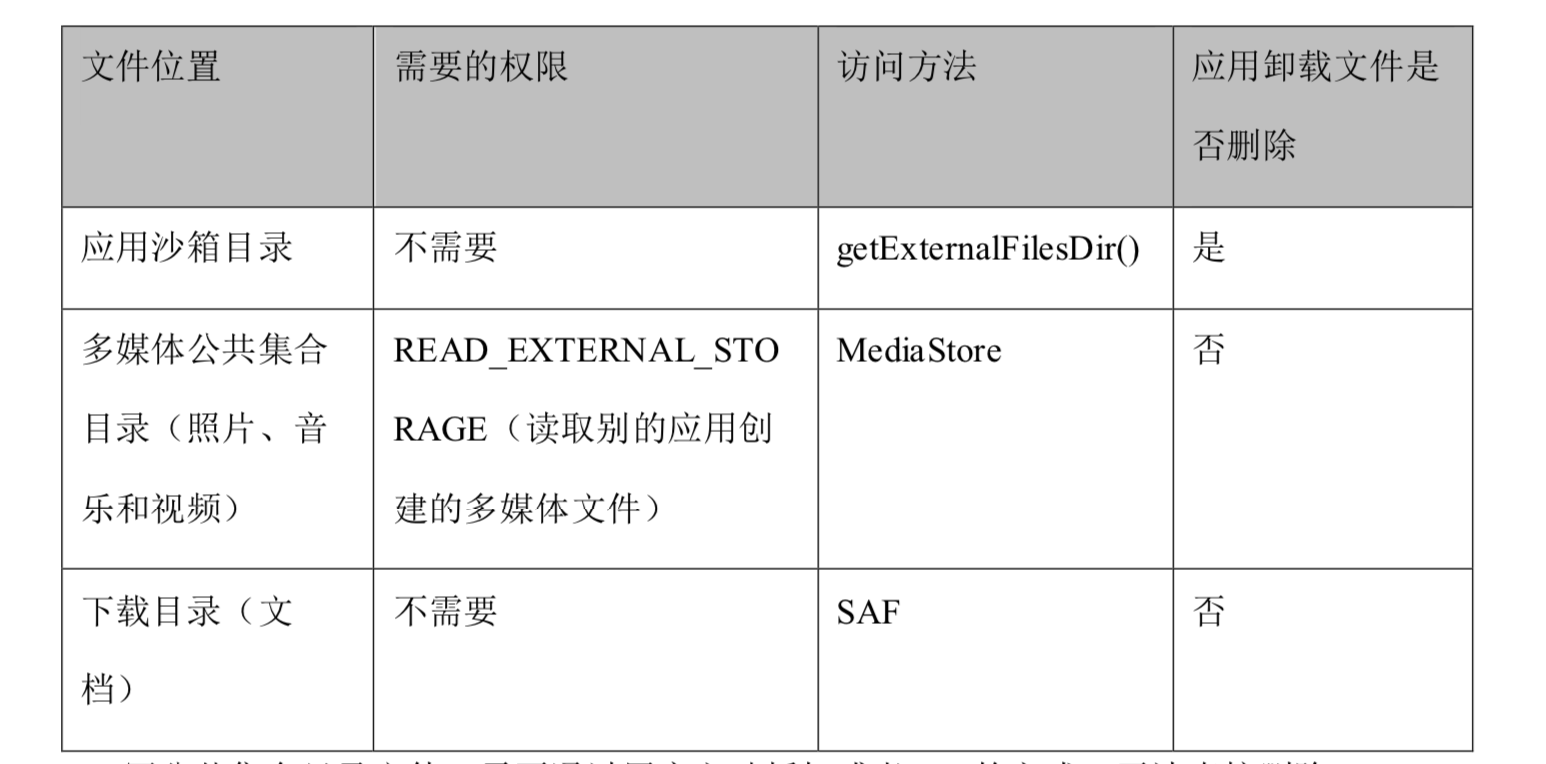 文件位置
需要的权限
访问方法
应用卸载文件是
否删除
应用沙箱目录
不需要
getExternalFilesDir()
是
多媒体公共集合
目录（照片、音
乐和视频）
READ_EXTERNAL_STO
RAGE（读取别的应用创
建的多媒体文件）
MediaStore
否
下载目录（文
档）
不需要
SAF
否